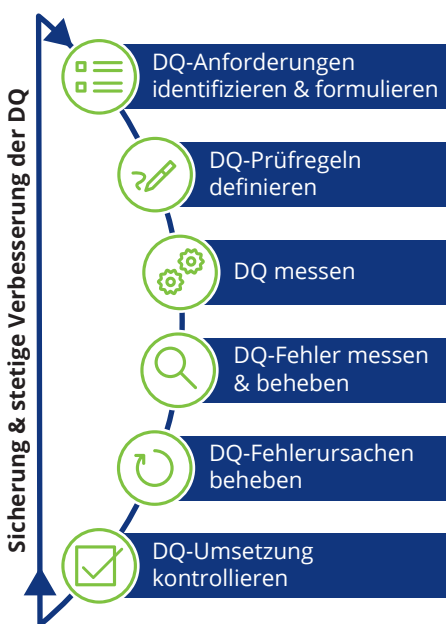 Sicherung & stetige Verbesserung der DQ
DQ-Anforderungen
identifizieren & formulieren
DQ-Prüfregeln
definieren
DQ messen
DQ-Fehler messen
& beheben
DQ-Fehlerursachen
beheben
DQ-Umsetzung
kontrollieren